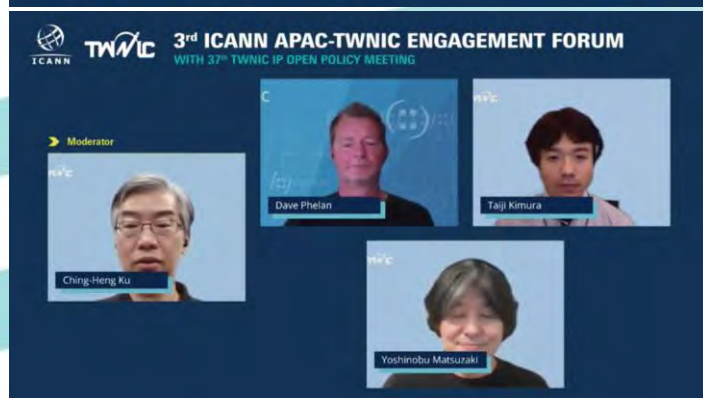 ICANN
TWNIC
3rd ICANN APAC-TWNIC ENGAGEMENT FORUM
WITH 37th TWNIC IP OPEN POLICY MEETING
Moderator
C
Dave Phelan
Taiji Kimura
Ching-Heng Ku
Yoshinobu Matsuzaki